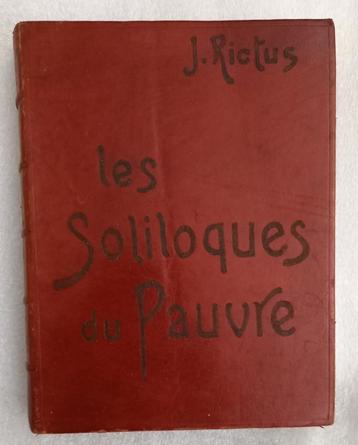 J. Rictus
les
Soliloques
du Pauvre